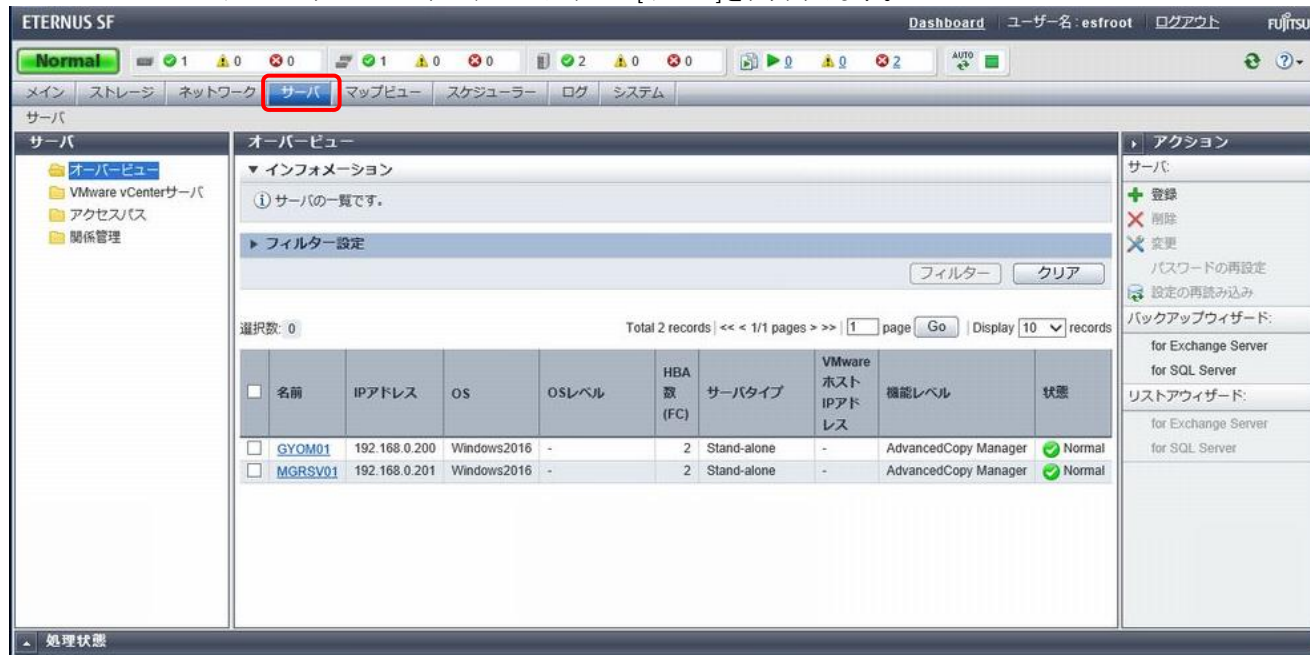 ETERNUS SF Dashboard ユーザー名:esfroot ログアウト FUJITSU
Normal 1 0 0 1 0 0 2 0 0 0 0 2 AUTO
メイン ストレージ ネットワーク サーバ マップビュー スケジューラー ログ システム
サーバ
サーバ
オーバービュー
VMware vCenterサーバ
アクセスパス
関係管理
オーバービュー
インフォメーション
サーバの一覧です。
フィルター設定
フィルター クリア
選択数: 0 Total 2 records | << < 1/1 pages > >> | 1 page Go | Display 10 records
名前 IPアドレス OS OSレベル HBA数(FC) サーバタイプ VMwareホストIPアドレス 機能レベル 状態
GYOM01 192.168.0.200 Windows2016 - 2 Stand-alone - AdvancedCopy Manager Normal
MGRSV01 192.168.0.201 Windows2016 - 2 Stand-alone - AdvancedCopy Manager Normal
アクション
サーバ:
登録
削除
変更
パスワードの再設定
設定の再読み込み
バックアップウィザード:
for Exchange Server
for SQL Server
リストアウィザード:
for Exchange Server
for SQL Server
処理状態